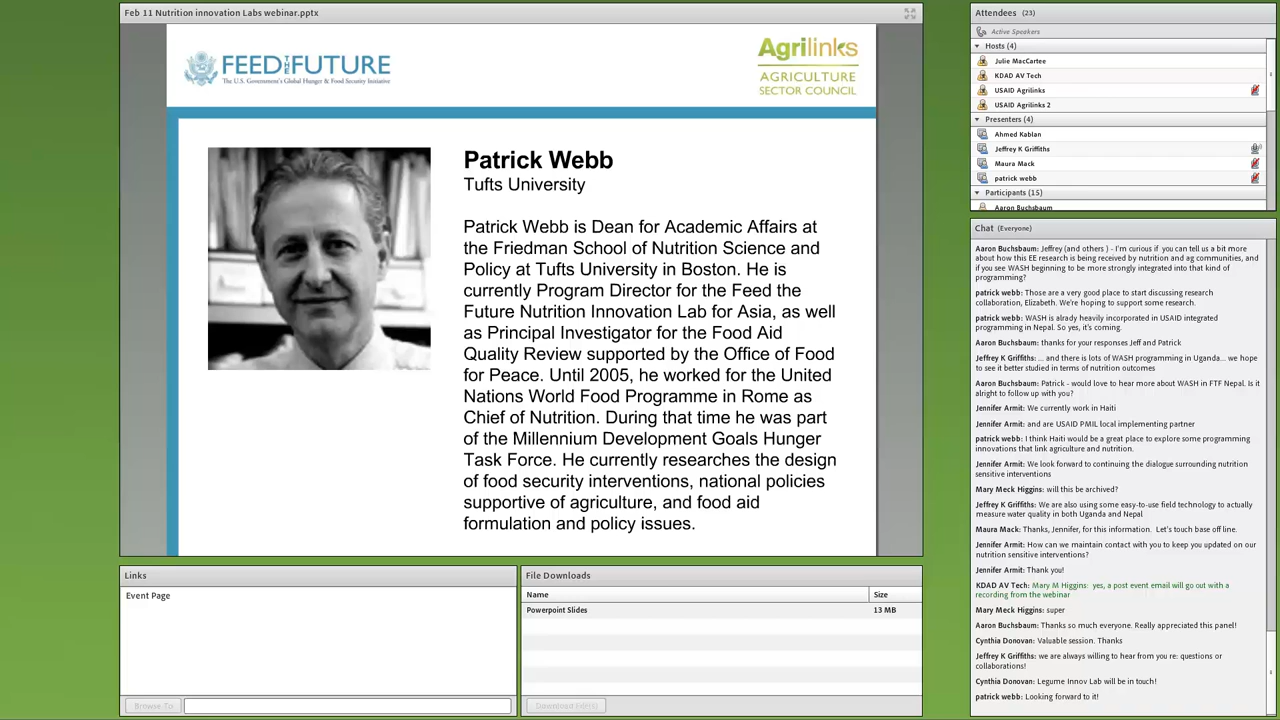 Feb 11 Nutrition innovation Labs webinar.pptx
FEED THE FUTURE
The U.S. Government's Global Hunger & Food Security Initiative
Agrilinks
AGRICULTURE
SECTOR COUNCIL
Patrick Webb
Tufts University
Patrick Webb is Dean for Academic Affairs at
the Friedman School of Nutrition Science and
Policy at Tufts University in Boston. He is
currently Program Director for the Feed the
Future Nutrition Innovation Lab for Asia, as well
as Principal Investigator for the Food Aid
Quality Review supported by the Office of Food
for Peace. Until 2005, he worked for the United
Nations World Food Programme in Rome as
Chief of Nutrition. During that time he was part
of the Millennium Development Goals Hunger
Task Force. He currently researches the design
of food security interventions, national policies
supportive of agriculture, and food aid
formulation and policy issues.
Links
Event Page
Browse To
File Downloads
Name Size
Powerpoint Slides 13 MB
Download File(s)
Attendees (23)
Active Speakers
Hosts (4)
Julie MacCartee
KDAD AV Tech
USAID Agrilinks
USAID Agrilinks 2
Presenters (4)
Ahmed Kablan
Jeffrey K Griffiths
Maura Mack
patrick webb
Participants (15)
Aaron Buchsbaum
Chat (Everyone)
Aaron Buchsbaum: Jeffrey (and others ) - I'm curious if you can tell us a bit more
about how this EE research is being received by nutrition and ag communities, and
if you see WASH beginning to be more strongly integrated into that kind of
programming?
patrick webb: Those are a very good place to start discussing research
collaboration, Elizabeth. We're hoping to support some research.
patrick webb: WASH is alrady heavily incorporated in USAID integrated
programming in Nepal. So yes, it's coming.
Aaron Buchsbaum: thanks for your responses Jeff and Patrick
Jeffrey K Griffiths: ... and there is lots of WASH programming in Uganda... we hope
to see it better studied in terms of nutrition outcomes
Aaron Buchsbaum: Patrick - would love to hear more about WASH in FTF Nepal. Is it
alright to follow up with you?
Jennifer Armit: We currently work in Haiti
Jennifer Armit: and are USAID PMIL local implementing partner
patrick webb: I think Haiti would be a great place to explore some programming
innovations that link agriculture and nutrition.
Jennifer Armit: We look forward to continuing the dialogue surrounding nutrition
sensitive interventions
Mary Meck Higgins: will this be archived?
Jeffrey K Griffiths: We are also using some easy-to-use field technology to actually
measure water quality in both Uganda and Nepal
Maura Mack: Thanks, Jennifer, for this information. Let's touch base off line.
Jennifer Armit: How can we maintain contact with you to keep you updated on our
nutrition sensitive interventions?
Jennifer Armit: Thank you!
KDAD AV Tech: Mary M Higgins: yes, a post event email will go out with a
recording from the webinar
Mary Meck Higgins: super
Aaron Buchsbaum: Thanks so much everyone. Really appreciated this panel!
Cynthia Donovan: Valuable session. Thanks
Jeffrey K Griffiths: we are always willing to hear from you re: questions or
collaborations!
Cynthia Donovan: Legume Innov Lab will be in touch!
patrick webb: Looking forward to it!